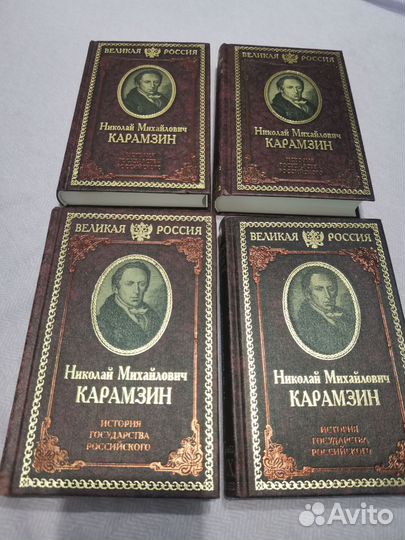 ВЕЛИКАЯ РОССИЯ
Николай Михайлович
КАРАМЗИН
ВЕЛИКАЯ РОССИЯ
Николай Михайлович
КАРАМЗИН
ВЕЛИКАЯ РОССИЯ
Николай Михайлович
КАРАМЗИН
ИСТОРИЯ
ГОСУДАРСТВА
РОССИЙСКОГО
ВЕЛИКАЯ РОССИЯ
Николай Михайлович
КАРАМЗИН
ИСТОРИЯ
ГОСУДАРСТВА
РОССИЙСКОГО
Avito